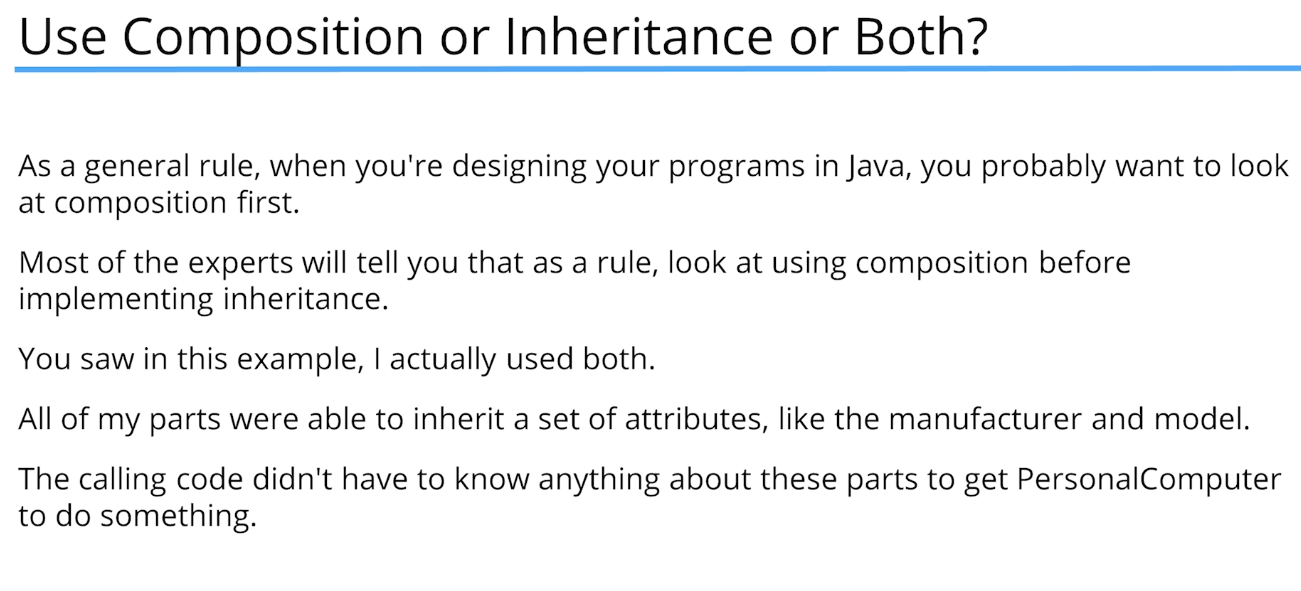 Use Composition or Inheritance or Both?
As a general rule, when you're designing your programs in Java, you probably want to look
at composition first.
Most of the experts will tell you that as a rule, look at using composition before
implementing inheritance.
You saw in this example, I actually used both.
All of my parts were able to inherit a set of attributes, like the manufacturer and model.
The calling code didn't have to know anything about these parts to get PersonalComputer
to do something.